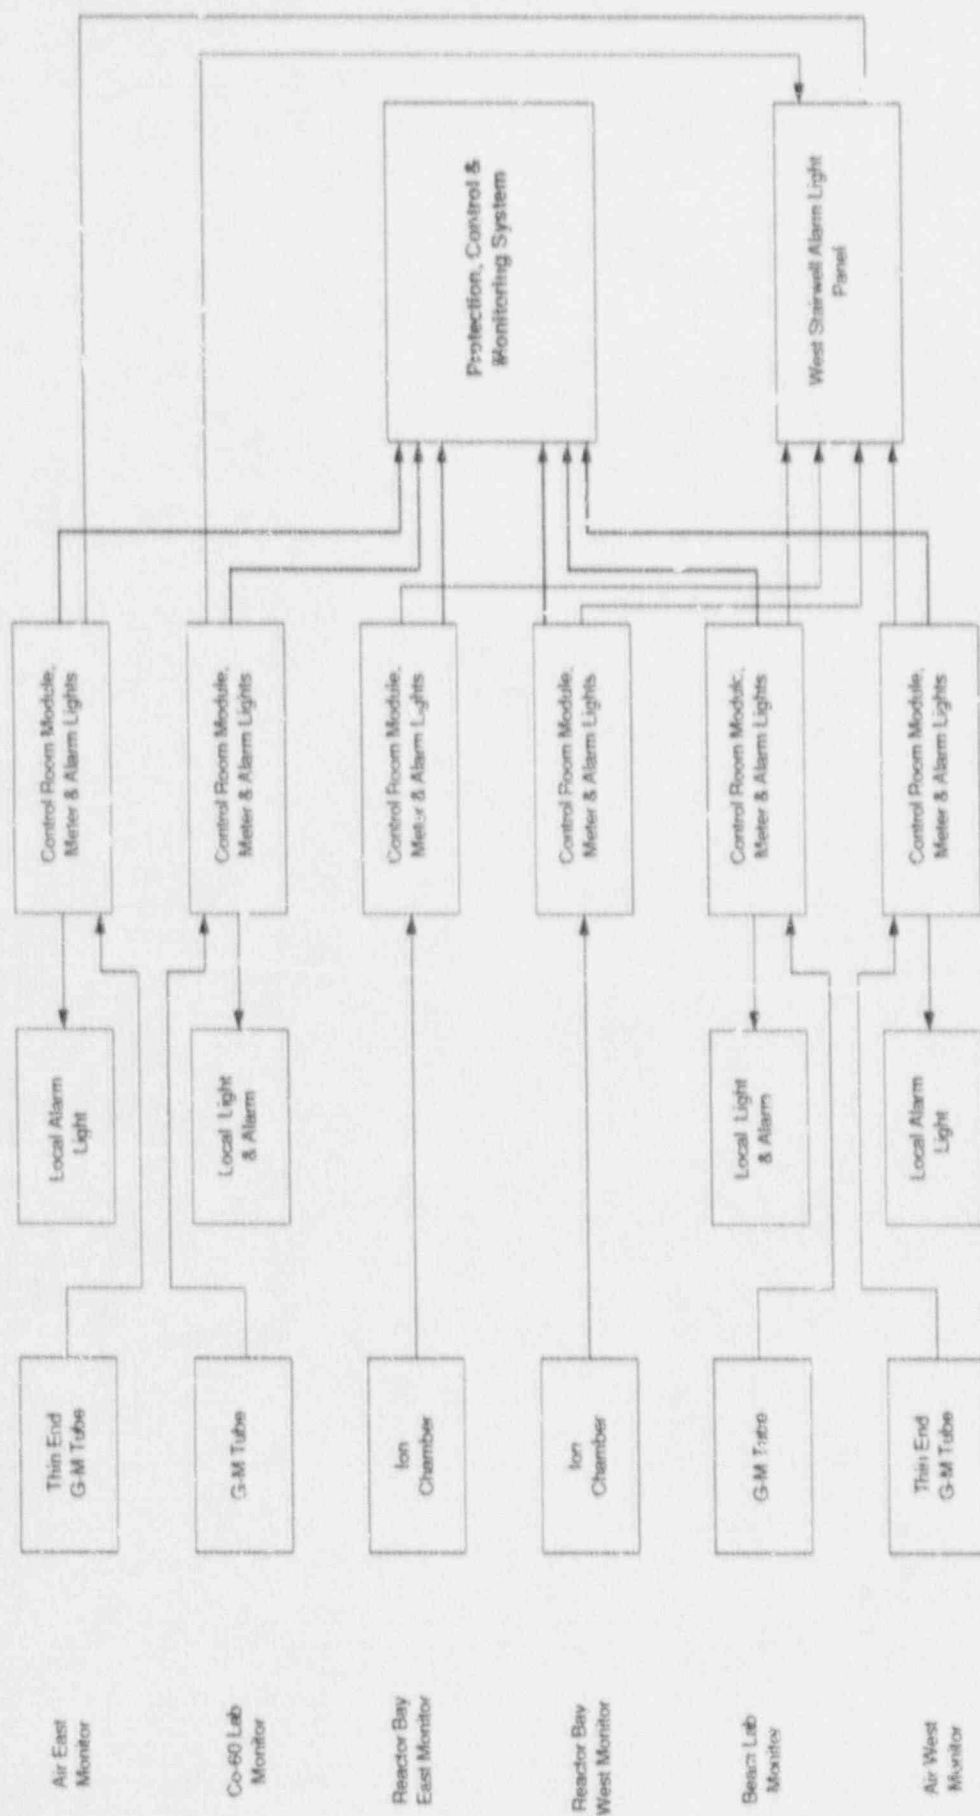 Air East
Monitor
Thin End
G-M Tube
Local Alarm
Light
Control Room Module,
Meter & Alarm Lights
Co-60 Lab
Monitor
G-M Tube
Local Light
& Alarm
Control Room Module,
Meter & Alarm Lights
Reactor Bay
East Monitor
Ion
Chamber
Control Room Module,
Meter & Alarm Lights
Reactor Bay
West Monitor
Ion
Chamber
Control Room Module,
Meter & Alarm Lights
Beam Lab
Monitor
G-M Tube
Local Light
& Alarm
Control Room Module,
Meter & Alarm Lights
Air West
Monitor
Thin End
G-M Tube
Local Alarm
Light
Control Room Module,
Meter & Alarm Lights
Protection, Control &
Monitoring System
West Stairwell Alarm Light
Panel